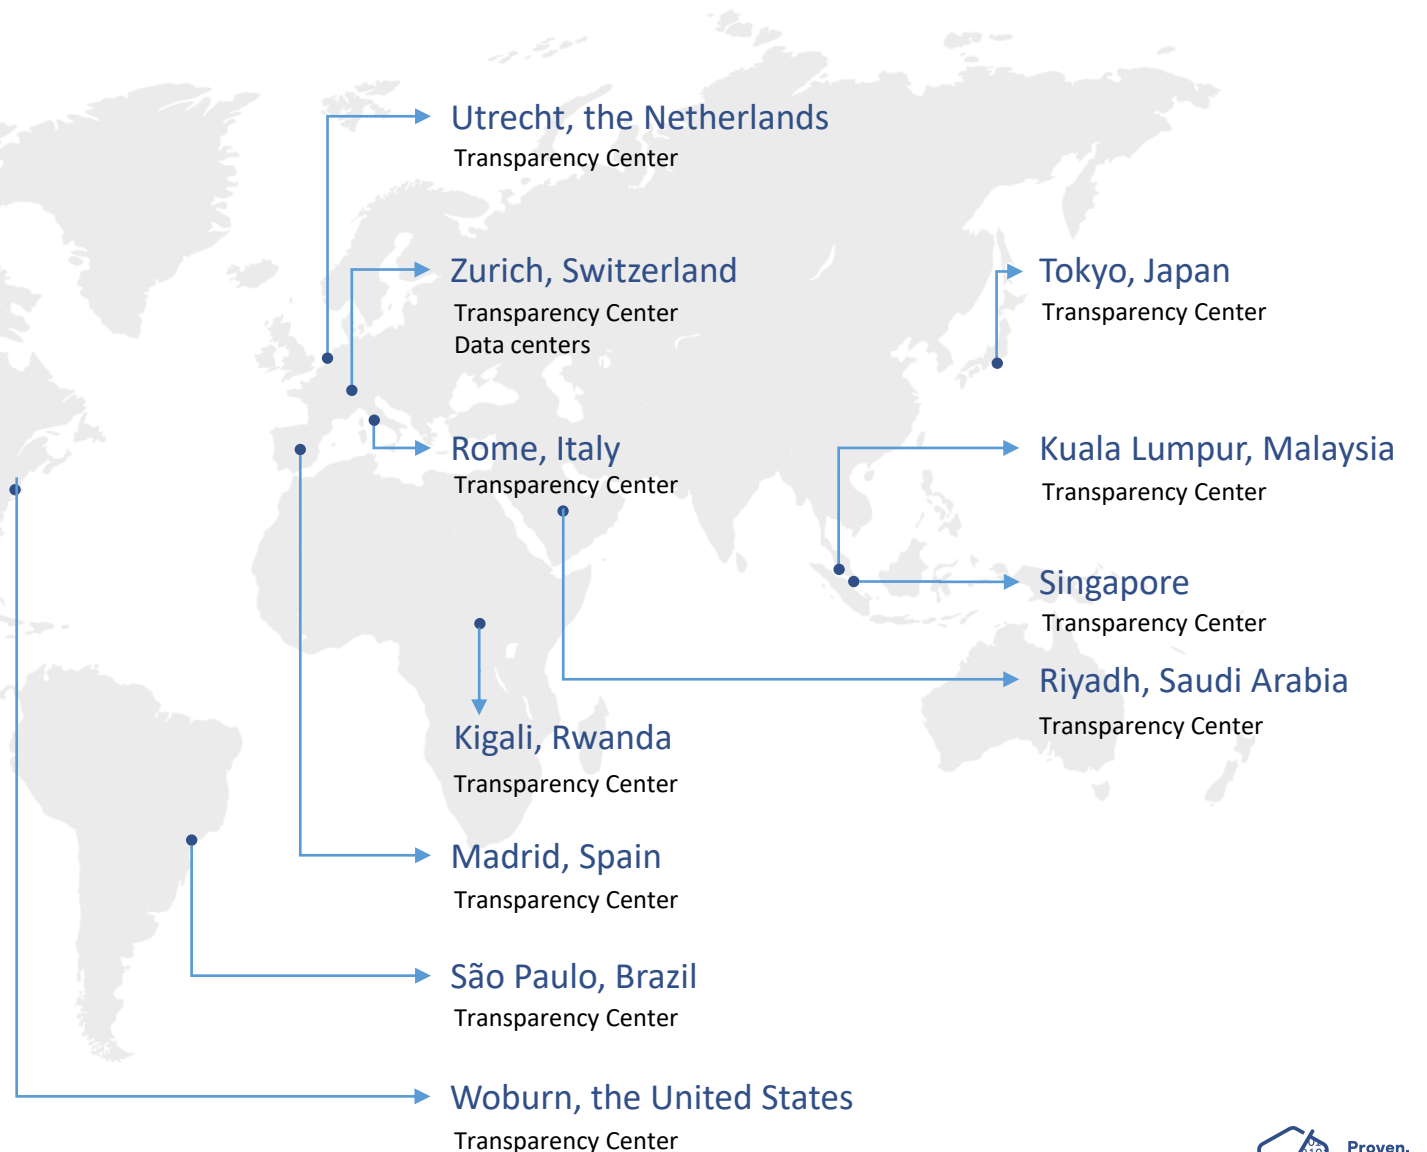 Utrecht, the Netherlands
Transparency Center
Zurich, Switzerland
Transparency Center
Data centers
Rome, Italy
Transparency Center
Kigali, Rwanda
Transparency Center
Madrid, Spain
Transparency Center
São Paulo, Brazil
Transparency Center
Woburn, the United States
Transparency Center
Tokyo, Japan
Transparency Center
Kuala Lumpur, Malaysia
Transparency Center
Singapore
Transparency Center
Riyadh, Saudi Arabia
Transparency Center
Proven.